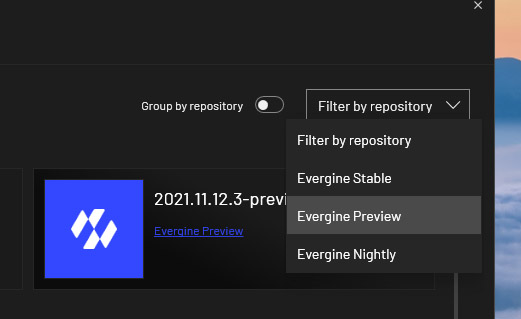 Group by repository
Filter by repository
Filter by repository
Evergine Stable
Evergine Preview
Evergine Nightly
2021.11.12.3-previ
Evergine Preview